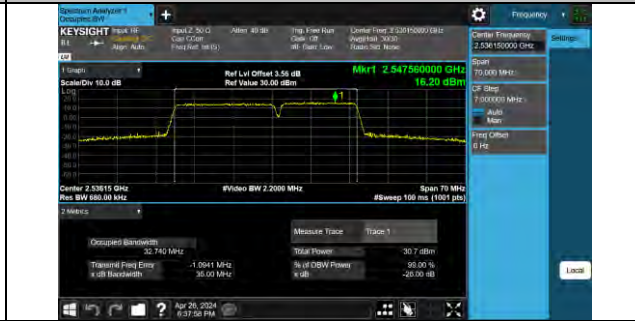 Spectrum Analyzer 1
Occupied BW
KEYSIGHT Input: RF
Input Z: 50 Ω
Atten: 40 dB
Trig: Free Run
Center Freq: 2.536150000 GHz
Corr CCorr
Gate: Off
Align: Auto
Freq Ref: Int (S)
IF Gain: Low
Radio Std: None
Frequency
Settings
Center Frequency
2.536150000 GHz
Span
70.000 MHz
CF Step
7.000000 MHz
Auto
Man
Freq Offset
0 Hz
Local
1 Graph
Scale/Div 10.0 dB
Ref Lvl Offset 3.56 dB
Ref Value 30.00 dBm
Mkr1 2.547560000 GHz
16.20 dBm
Log
1
Center 2.53615 GHz
Res BW 680.00 kHz
#Video BW 2.2000 MHz
Span 70 MHz
#Sweep 100 ms (1001 pts)
2 Metrics
Measure Trace
Trace 1
Occupied Bandwidth
32.740 MHz
Total Power
30.7 dBm
Transmit Freq Error
-1.0941 MHz
% of OBW Power
99.00 %
x dB Bandwidth
35.00 MHz
x dB
-26.00 dB
Apr 26, 2024
6:37:58 PM